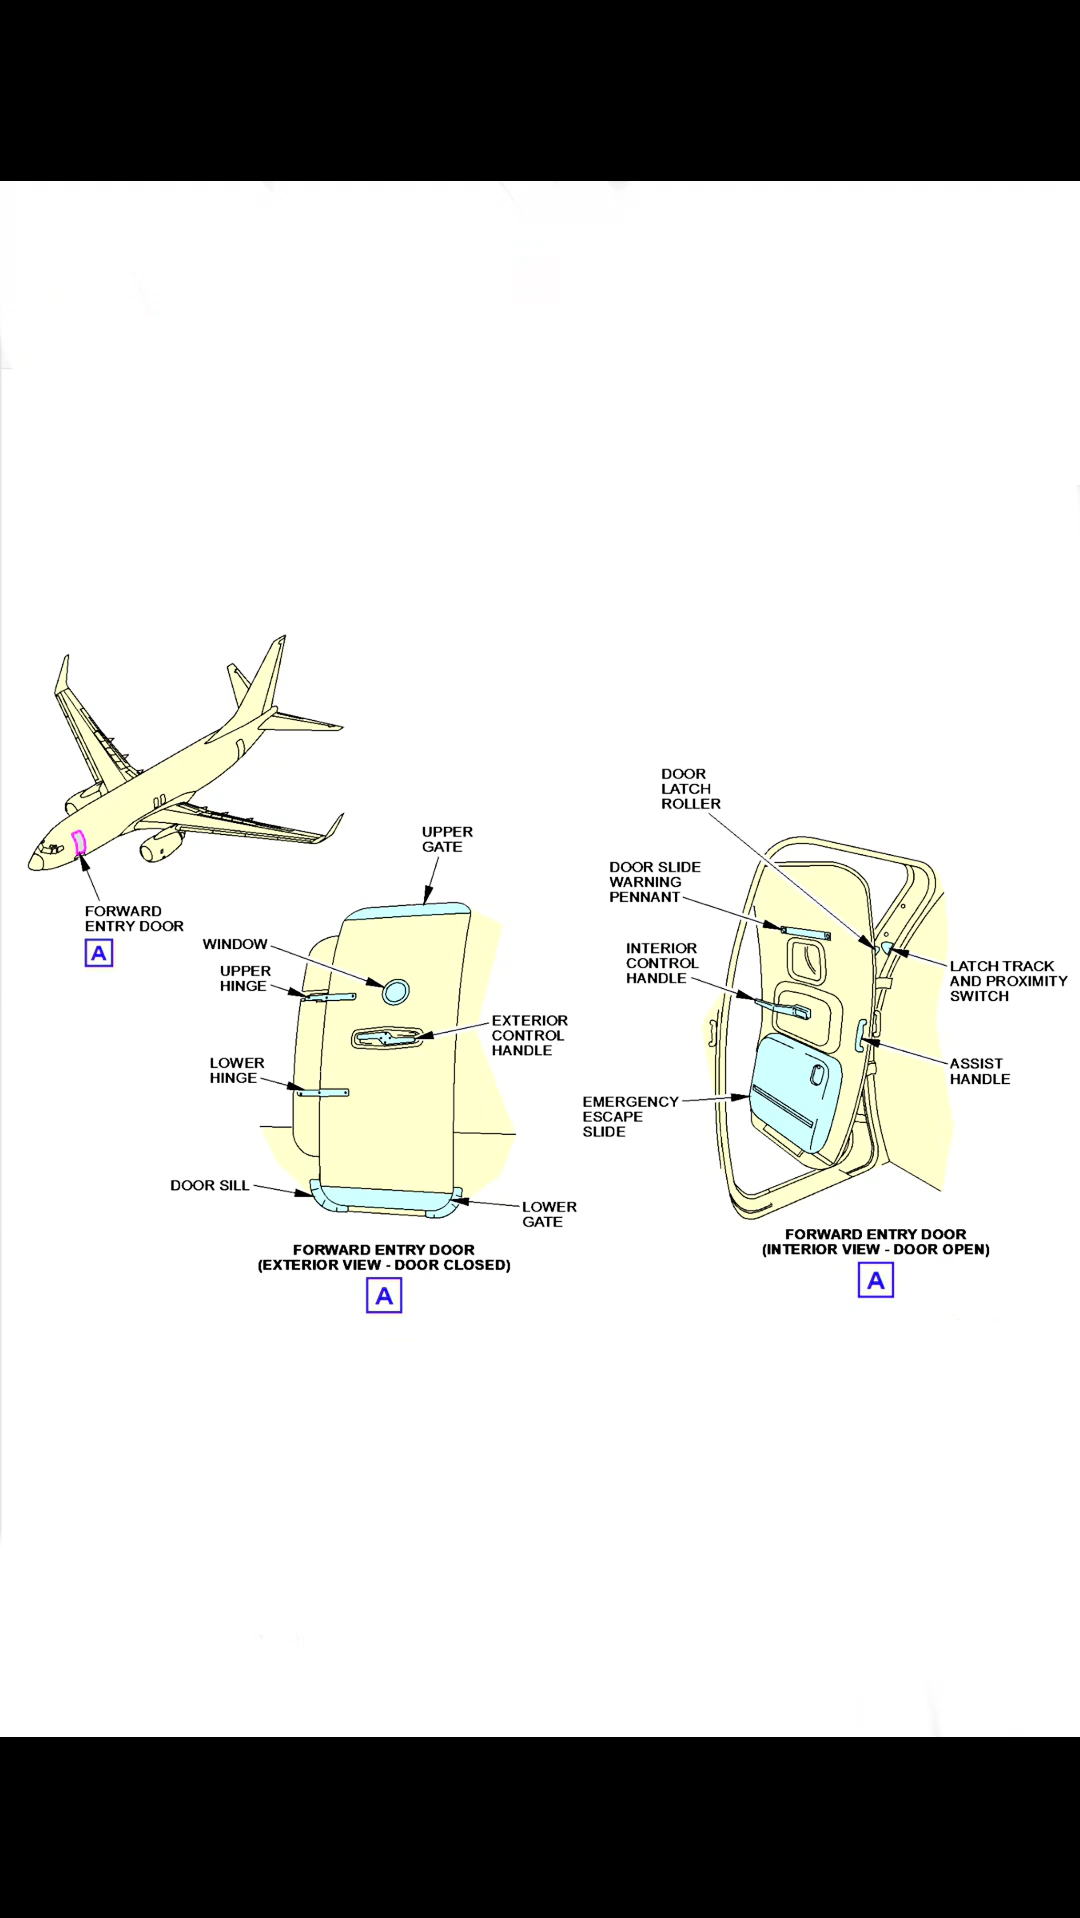 FORWARD
ENTRY DOOR
A
UPPER
GATE
WINDOW
UPPER
HINGE
EXTERIOR
CONTROL
HANDLE
LOWER
HINGE
DOOR SILL
LOWER
GATE
FORWARD ENTRY DOOR
(EXTERIOR VIEW - DOOR CLOSED)
A
DOOR
LATCH
ROLLER
DOOR SLIDE
WARNING
PENNANT
INTERIOR
CONTROL
HANDLE
LATCH TRACK
AND PROXIMITY
SWITCH
ASSIST
HANDLE
EMERGENCY
ESCAPE
SLIDE
FORWARD ENTRY DOOR
(INTERIOR VIEW - DOOR OPEN)
A